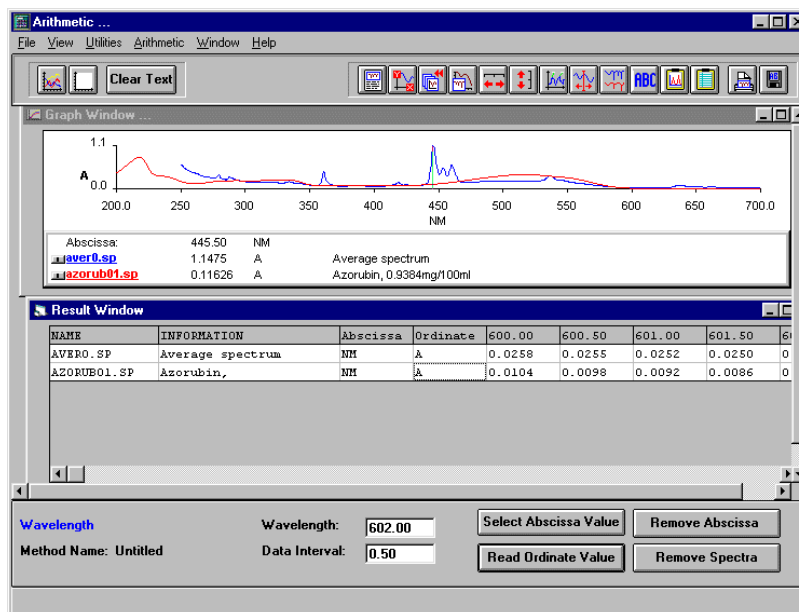 Arithmetic ...
File View Utilities Arithmetic Window Help
Clear Text ABC
Graph Window ...
1.1
A
0.0
200.0 250 300 350 400 450 500 550 600 650 700.0
NM
Abscissa: 445.50 NM
aver0.sp 1.1475 A Average spectrum
azorub01.sp 0.11626 A Azorubin, 0.9384mg/100ml
Result Window
NAME INFORMATION Abscissa Ordinate 600.00 600.50 601.00 601.50 6
AVER0.SP Average spectrum NM A 0.0258 0.0255 0.0252 0.0250 0
AZORUB01.SP Azorubin, NM A 0.0104 0.0098 0.0092 0.0086 0
Wavelength Wavelength: 602.00 Select Abscissa Value Remove Abscissa
Method Name: Untitled Data Interval: 0.50 Read Ordinate Value Remove Spectra